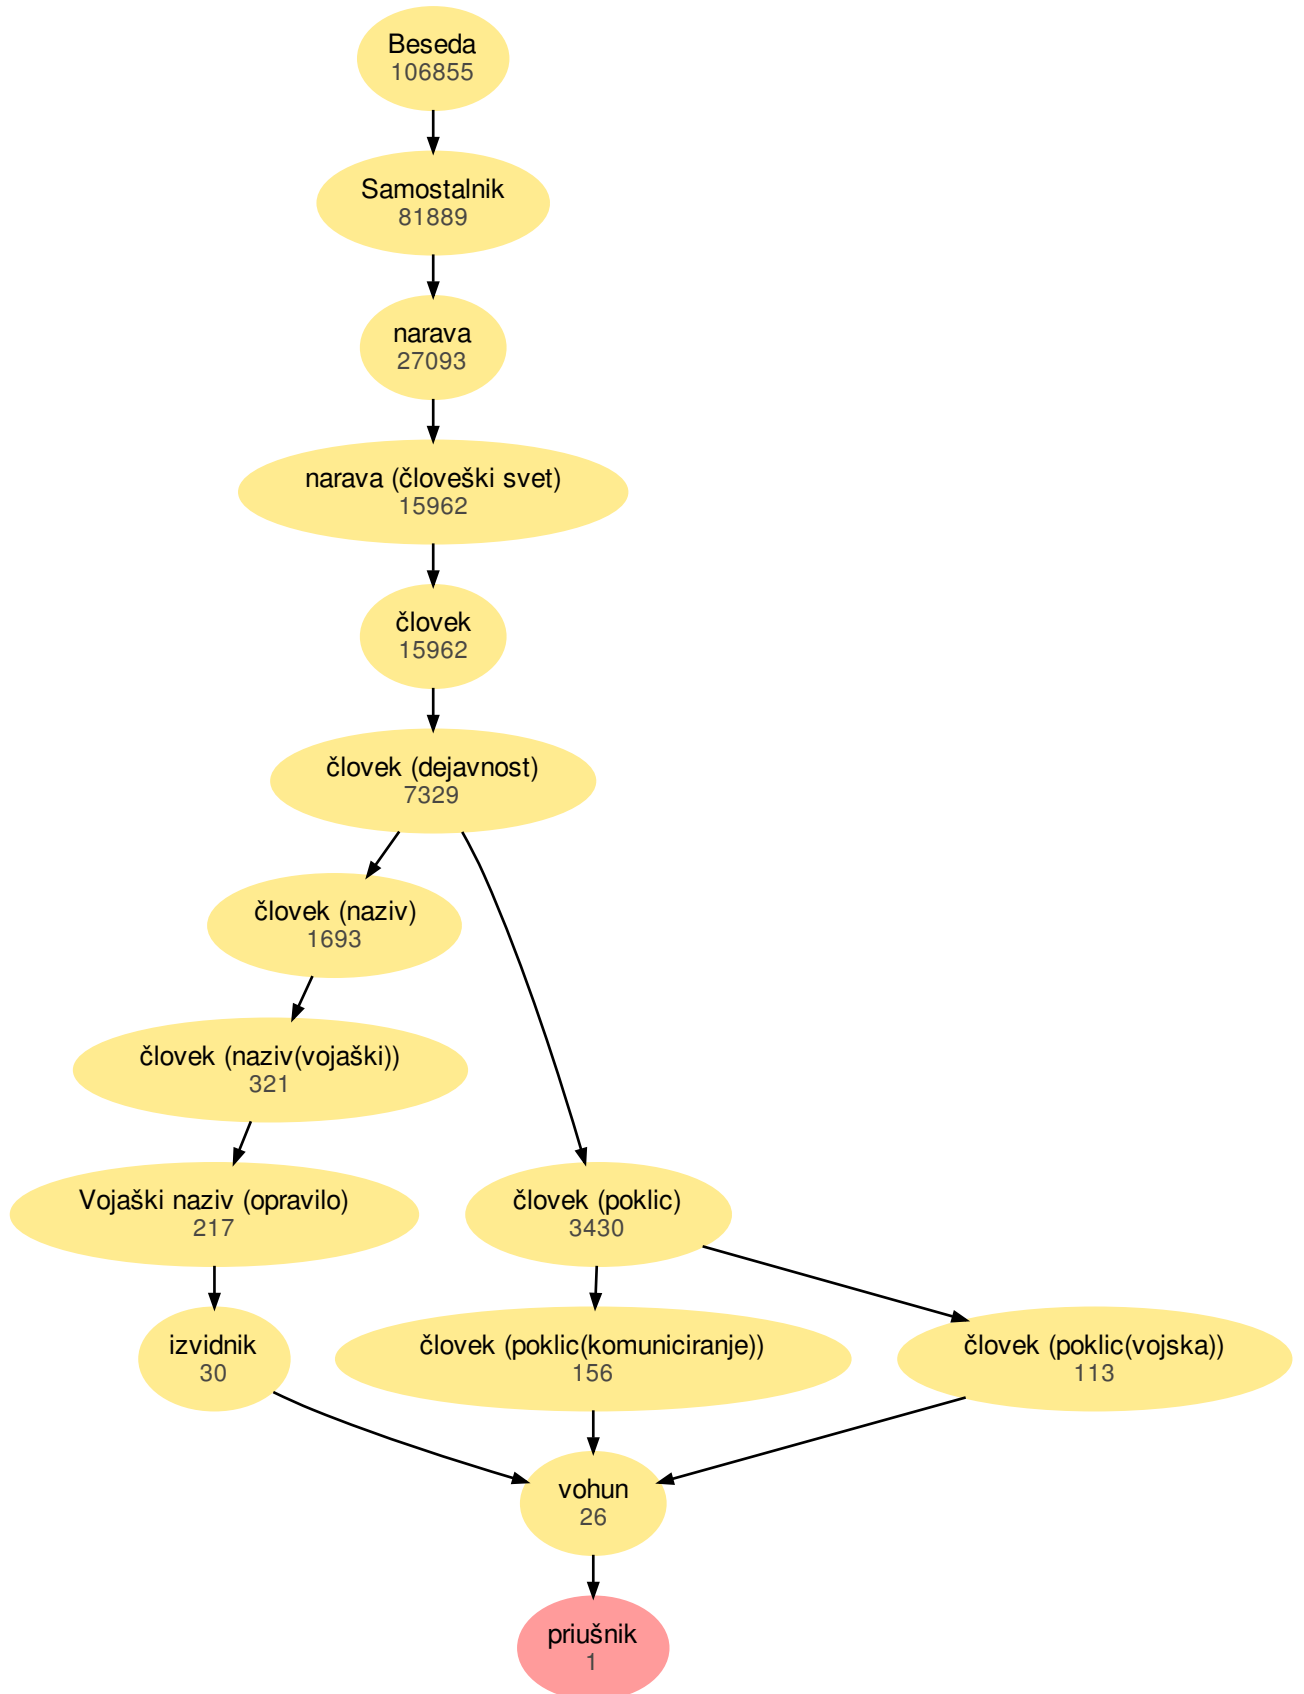 Beseda
106855
Samostalnik
81889
narava
27093
narava (človeški svet)
15962
človek
15962
človek (dejavnost)
7329
človek (naziv)
1693
človek (naziv(vojaški))
321
Vojaški naziv (opravilo)
217
človek (poklic)
3430
izvidnik
30
človek (poklic(komuniciranje))
156
človek (poklic(vojska))
113
vohun
26
priušnik
1